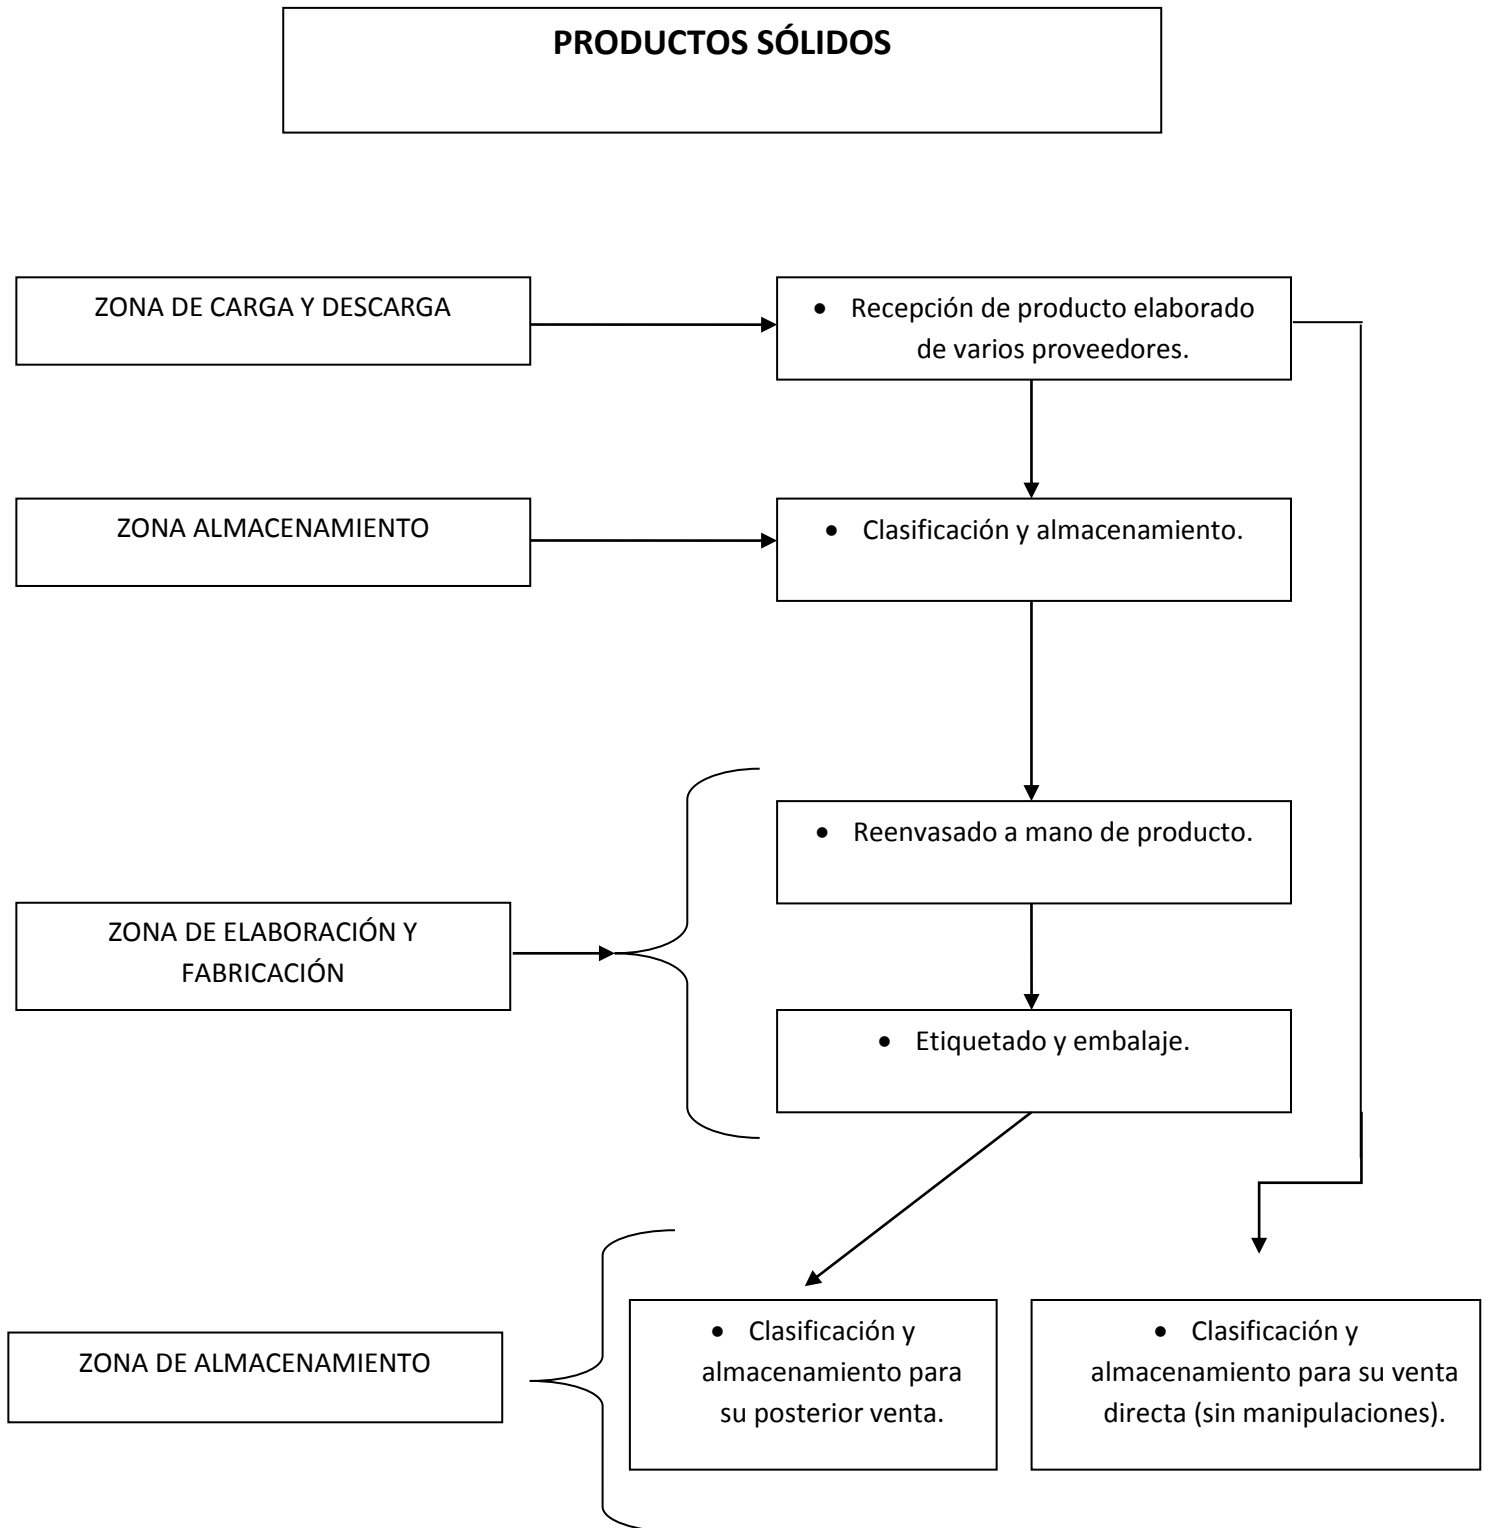 PRODUCTOS SÓLIDOS
ZONA DE CARGA Y DESCARGA
• Recepción de producto elaborado
de varios proveedores.
ZONA ALMACENAMIENTO
• Clasificación y almacenamiento.
• Reenvasado a mano de producto.
ZONA DE ELABORACIÓN Y
FABRICACIÓN
• Etiquetado y embalaje.
ZONA DE ALMACENAMIENTO
• Clasificación y
almacenamiento para
su posterior venta.
• Clasificación y
almacenamiento para su venta
directa (sin manipulaciones).